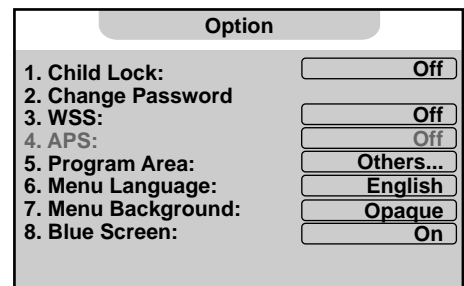 Option
1. Child Lock: Off
2. Change Password
3. WSS: Off
4. APS: Off
5. Program Area: Others...
6. Menu Language: English
7. Menu Background: Opaque
8. Blue Screen: On